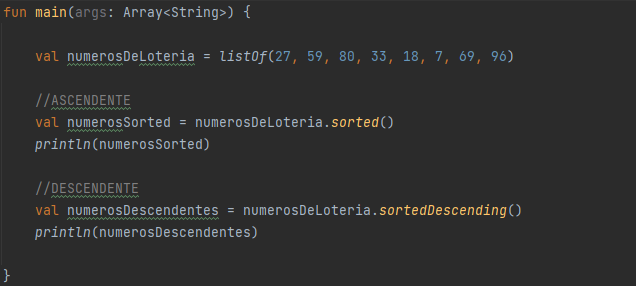 fun main(args: Array<String>) {
val numerosDeLoteria = listOf(27, 59, 80, 33, 18, 7, 69, 96)
//ASCENDENTE
val numerosSorted = numerosDeLoteria.sorted()
println(numerosSorted)
//DESCENDENTE
val numerosDescendentes = numerosDeLoteria.sortedDescending()
println(numerosDescendentes)
}